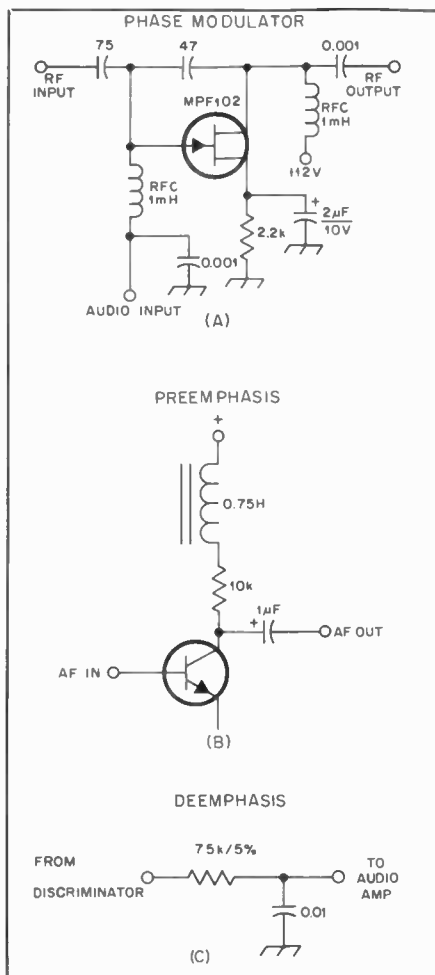 PHASE MODULATOR
75
47
0.001
RF INPUT
RF OUTPUT
MPF102
RFC 1mH
+12V
RFC 1mH
+
2µF
10V
2.2k
0.001
AUDIO INPUT
(A)
PREEMPHASIS
+
0.75H
10k
1µF
+
AF OUT
AF IN
(B)
DEEMPHASIS
7.5k/5%
FROM DISCRIMINATOR
TO AUDIO AMP
0.01
(C)